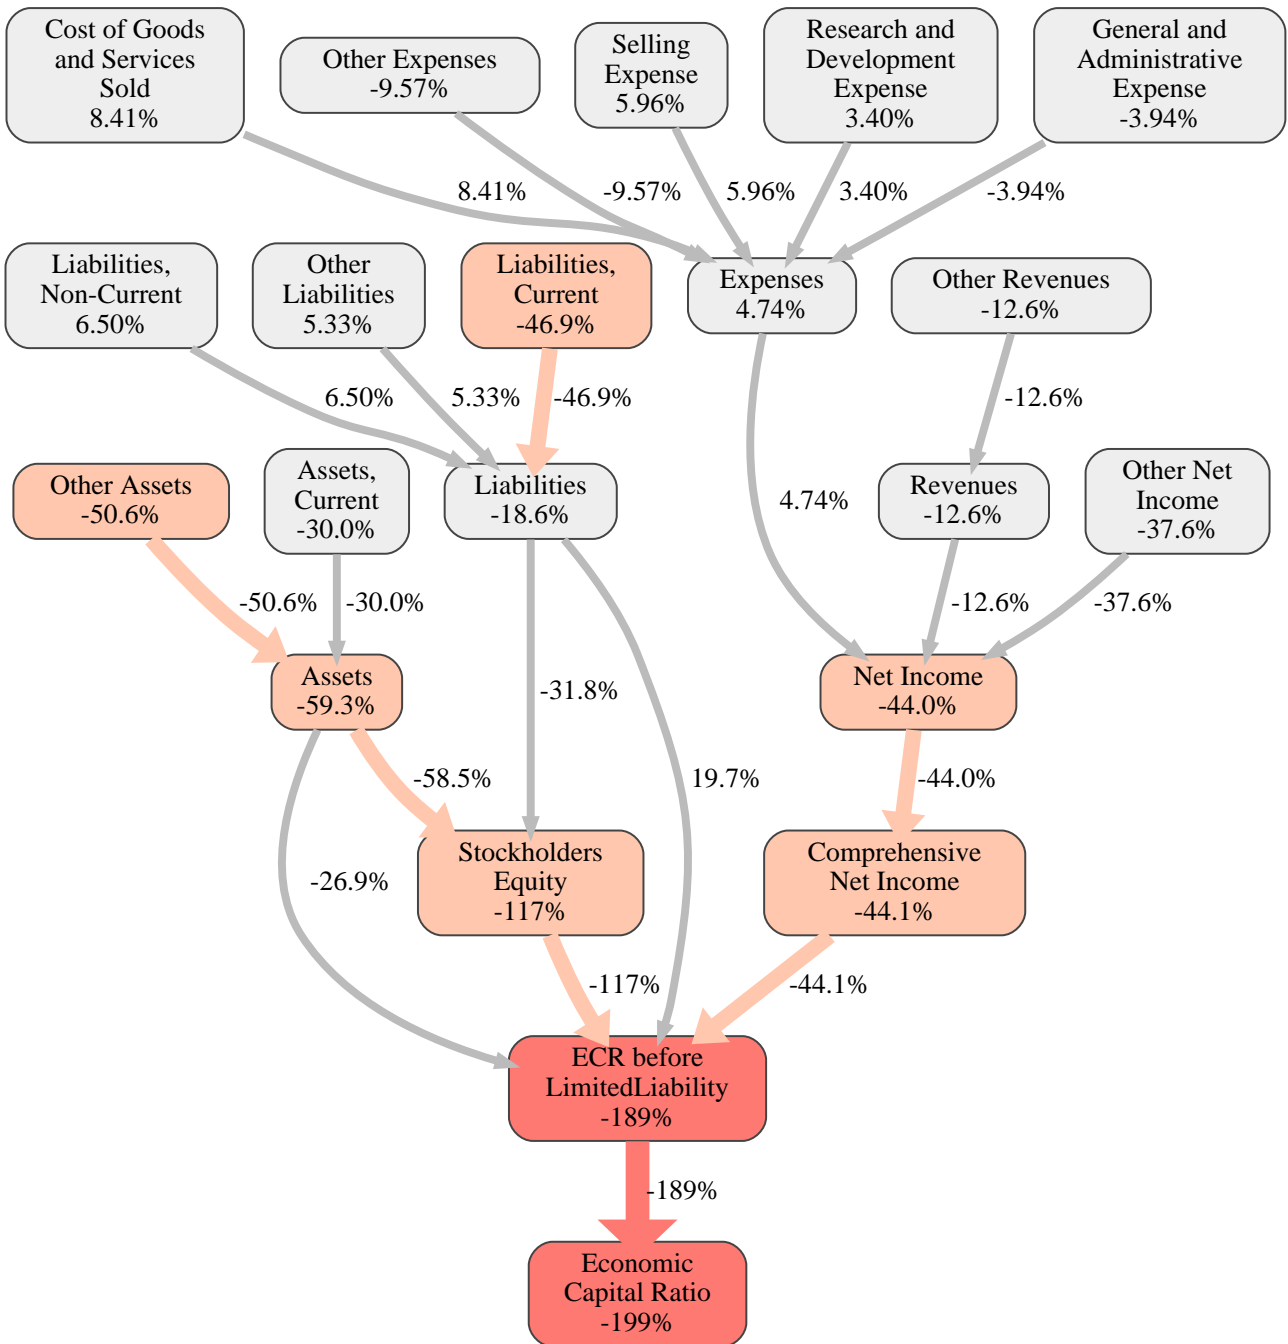 Cost of Goods
and Services
Sold
8.41%
Other Expenses
-9.57%
Selling
Expense
5.96%
Research and
Development
Expense
3.40%
General and
Administrative
Expense
-3.94%
8.41%
-9.57%
5.96%
3.40%
-3.94%
Liabilities,
Non-Current
6.50%
Other
Liabilities
5.33%
Liabilities,
Current
-46.9%
Expenses
4.74%
Other Revenues
-12.6%
6.50%
5.33%
-46.9%
-12.6%
Other Assets
-50.6%
Assets,
Current
-30.0%
Liabilities
-18.6%
4.74%
Revenues
-12.6%
Other Net
Income
-37.6%
-50.6%
-30.0%
-12.6%
-37.6%
Assets
-59.3%
-31.8%
Net Income
-44.0%
-58.5%
19.7%
-44.0%
-26.9%
Stockholders
Equity
-117%
Comprehensive
Net Income
-44.1%
-117%
-44.1%
ECR before
LimitedLiability
-189%
-189%
Economic
Capital Ratio
-199%